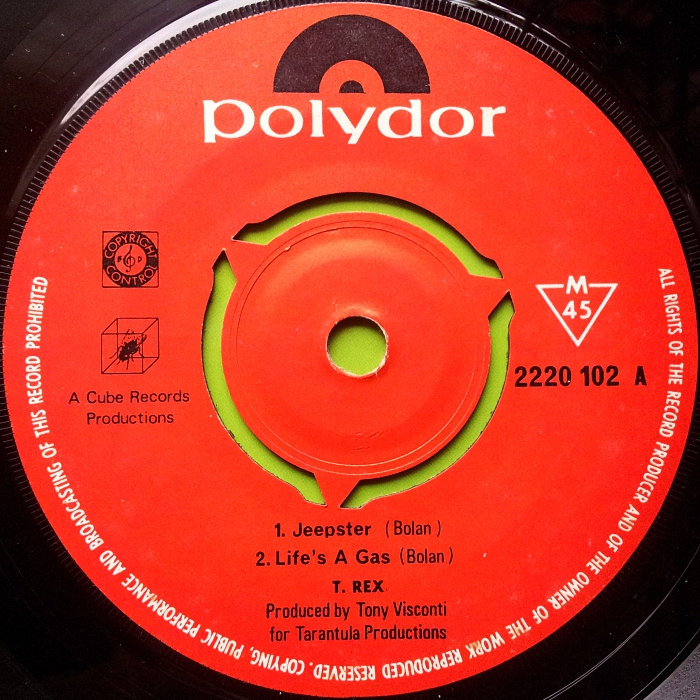 polydor
COPYRIGHT
CONTROL
M
45
2220 102 A
A Cube Records
Productions
1. Jeepster (Bolan)
2. Life's A Gas (Bolan)
T. REX
Produced by Tony Visconti
for Tarantula Productions
ALL RIGHTS OF THE RECORD PRODUCER AND OF THE OWNER OF THE WORK REPRODUCED RESERVED. COPYING, PUBLIC PERFORMANCE AND BROADCASTING OF THIS RECORD PROHIBITED